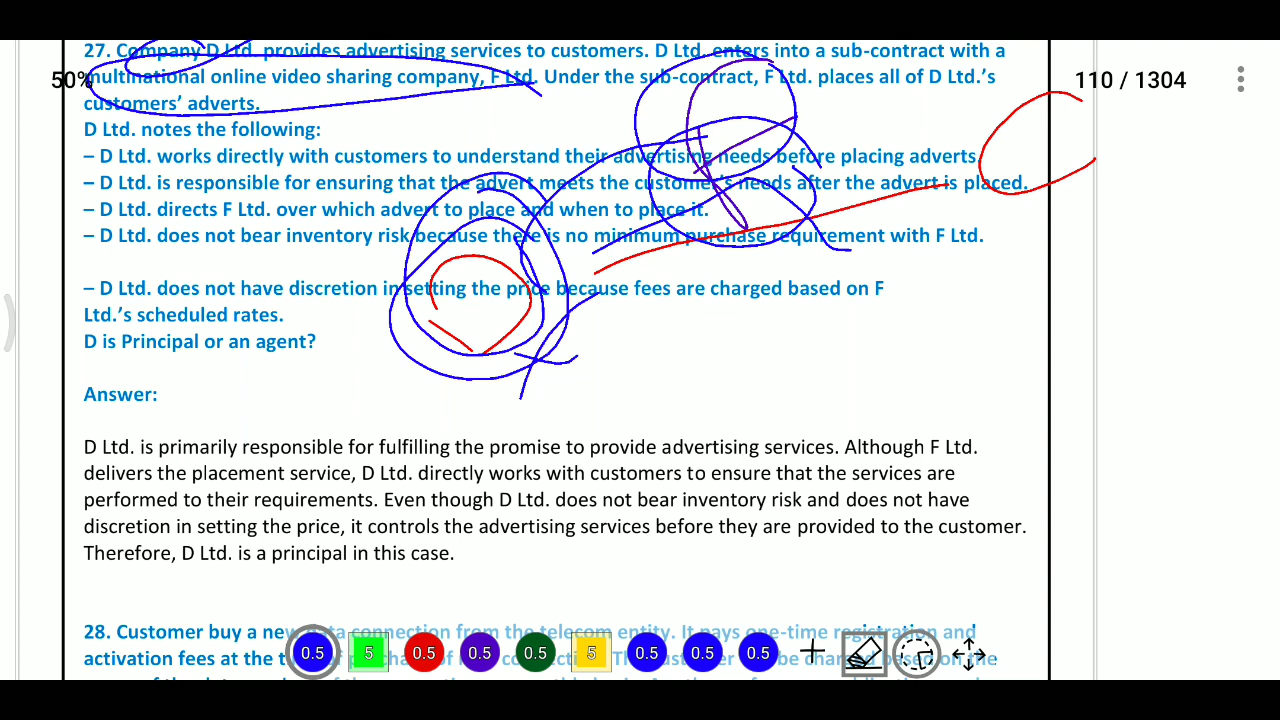 27. Company D Ltd. provides advertising services to customers. D Ltd. enters into a sub-contract with a
50%
multinational online video sharing company, F Ltd. Under the sub-contract, F Ltd. places all of D Ltd.'s
110 / 1304
customers' adverts.
D Ltd. notes the following:
– D Ltd. works directly with customers to understand their advertising needs before placing adverts.
– D Ltd. is responsible for ensuring that the advert meets the customer's needs after the advert is placed.
– D Ltd. directs F Ltd. over which advert to place and when to place it.
– D Ltd. does not bear inventory risk because there is no minimum purchase requirement with F Ltd.
– D Ltd. does not have discretion in setting the price because fees are charged based on F
Ltd.'s scheduled rates.
D is Principal or an agent?
Answer:
D Ltd. is primarily responsible for fulfilling the promise to provide advertising services. Although F Ltd.
delivers the placement service, D Ltd. directly works with customers to ensure that the services are
performed to their requirements. Even though D Ltd. does not bear inventory risk and does not have
discretion in setting the price, it controls the advertising services before they are provided to the customer.
Therefore, D Ltd. is a principal in this case.
28. Customer buy a new data connection from the telecom entity. It pays one-time registration and
activation fees at the be charged based on the
0.5 5 0.5 0.5 0.5 5 0.5 0.5 0.5